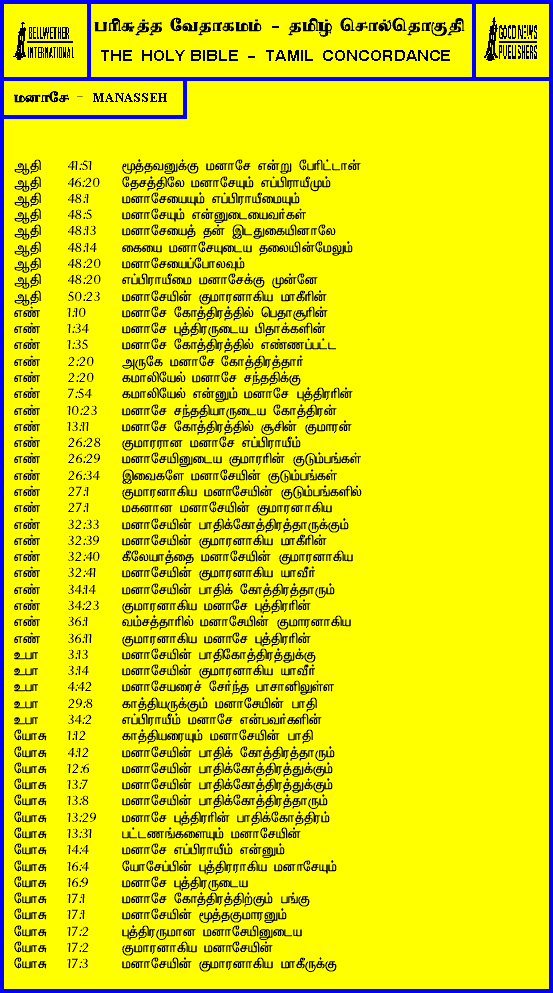 BELLWETHER
INTERNATIONAL
பரிசுத்த வேதாகமம் - தமிழ் சொல்தொகுதி
THE HOLY BIBLE - TAMIL CONCORDANCE
GOOD NEWS
PUBLISHERS
மனாசே - MANASSEH
ஆதி 41:51 மூத்தவனுக்கு மனாசே என்று பேரிட்டான்
ஆதி 46:20 தேசத்திலே மனாசேயும் எப்பிராயீமும்
ஆதி 48:1 மனாசேயையும் எப்பிராயீமையும்
ஆதி 48:5 மனாசேயும் என்னுடையைவர்கள்
ஆதி 48:13 மனாசேயைத் தன் இடதுகையினாலே
ஆதி 48:14 கையை மனாசேயுடைய தலையின்மேலும்
ஆதி 48:20 மனாசேயைப்போலவும்
ஆதி 48:20 எப்பிராயீமை மனாசேக்கு முன்னே
ஆதி 50:23 மனாசேயின் குமாரனாகிய மாகீரின்
எண் 1:10 மனாசே கோத்திரத்தில் பெதாசூரின்
எண் 1:34 மனாசே புத்திரருடைய பிதாக்களின்
எண் 1:35 மனாசே கோத்திரத்தில் எண்ணப்பட்ட
எண் 2:20 அருகே மனாசே கோத்திரத்தார்
எண் 2:20 கமாலியேல் மனாசே சந்ததிக்கு
எண் 7:54 கமாலியேல் என்னும் மனாசே புத்திரரின்
எண் 10:23 மனாசே சந்ததியாருடைய கோத்திரன்
எண் 13:11 மனாசே கோத்திரத்தில் சூசின் குமாரன்
எண் 26:28 குமாரரான மனாசே எப்பிராயீம்
எண் 26:29 மனாசேயினுடைய குமாரரின் குடும்பங்கள்
எண் 26:34 இவைகளே மனாசேயின் குடும்பங்கள்
எண் 27:1 குமாரனாகிய மனாசேயின் குடும்பங்களில்
எண் 27:1 மகனான மனாசேயின் குமாரனாகிய
எண் 32:33 மனாசேயின் பாதிக்கோத்திரத்தாருக்கும்
எண் 32:39 மனாசேயின் குமாரனாகிய மாகீரின்
எண் 32:40 கீலேயாத்தை மனாசேயின் குமாரனாகிய
எண் 32:41 மனாசேயின் குமாரனாகிய யாவீர்
எண் 34:14 மனாசேயின் பாதிக் கோத்திரத்தாரும்
எண் 34:23 குமாரனாகிய மனாசே புத்திரரின்
எண் 36:1 வம்சத்தாரில் மனாசேயின் குமாரனாகிய
எண் 36:11 குமாரனாகிய மனாசே புத்திரரின்
உபா 3:13 மனாசேயின் பாதிகோத்திரத்துக்கு
உபா 3:14 மனாசேயின் குமாரனாகிய யாவீர்
உபா 4:42 மனாசேயரைச் சேர்ந்த பாசானிலுள்ள
உபா 29:8 காத்தியருக்கும் மனாசேயின் பாதி
உபா 34:2 எப்பிராயீம் மனாசே என்பவர்களின்
யோசு 1:12 காத்தியரையும் மனாசேயின் பாதி
யோசு 4:12 மனாசேயின் பாதிக் கோத்திரத்தாரும்
யோசு 12:6 மனாசேயின் பாதிக்கோத்திரத்துக்கும்
யோசு 13:7 மனாசேயின் பாதிக்கோத்திரத்துக்கும்
யோசு 13:8 மனாசேயின் பாதிக்கோத்திரத்தாரும்
யோசு 13:29 மனாசே புத்திரரின் பாதிக்கோத்திரம்
யோசு 13:31 பட்டணங்களையும் மனாசேயின்
யோசு 14:4 மனாசே எப்பிராயீம் என்னும்
யோசு 16:4 யோசேப்பின் புத்திரராகிய மனாசேயும்
யோசு 16:9 மனாசே புத்திரருடைய
யோசு 17:1 மனாசே கோத்திரத்திற்கும் பங்கு
யோசு 17:1 மனாசேயின் மூத்தகுமாரனும்
யோசு 17:2 புத்திரருமான மனாசேயினுடைய
யோசு 17:2 குமாரனாகிய மனாசேயின்
யோசு 17:3 மனாசேயின் குமாரனாகிய மாகீருக்கு